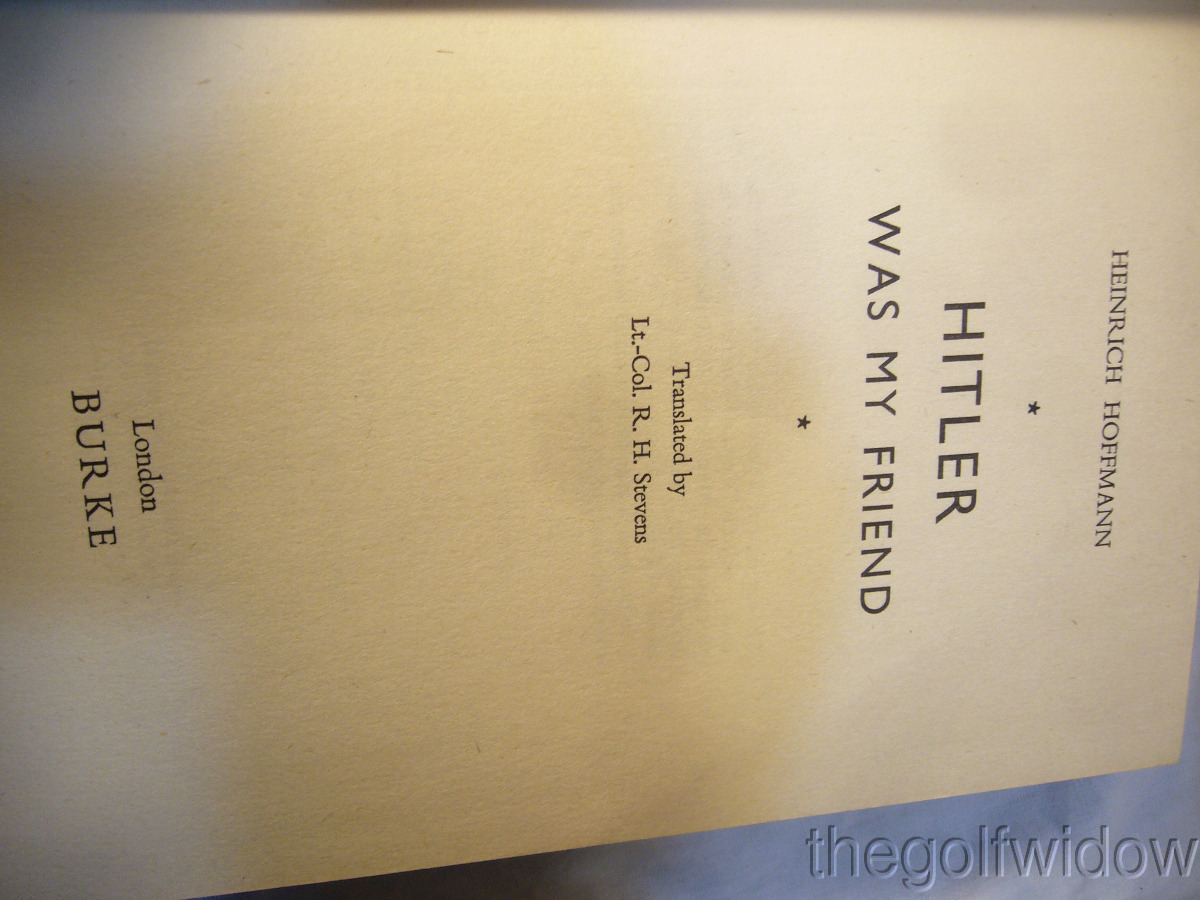 HEINRICH HOFFMANN
★
HITLER
WAS MY FRIEND
★
Translated by
Lt.-Col. R. H. Stevens
London
BURKE
thegolfwidow